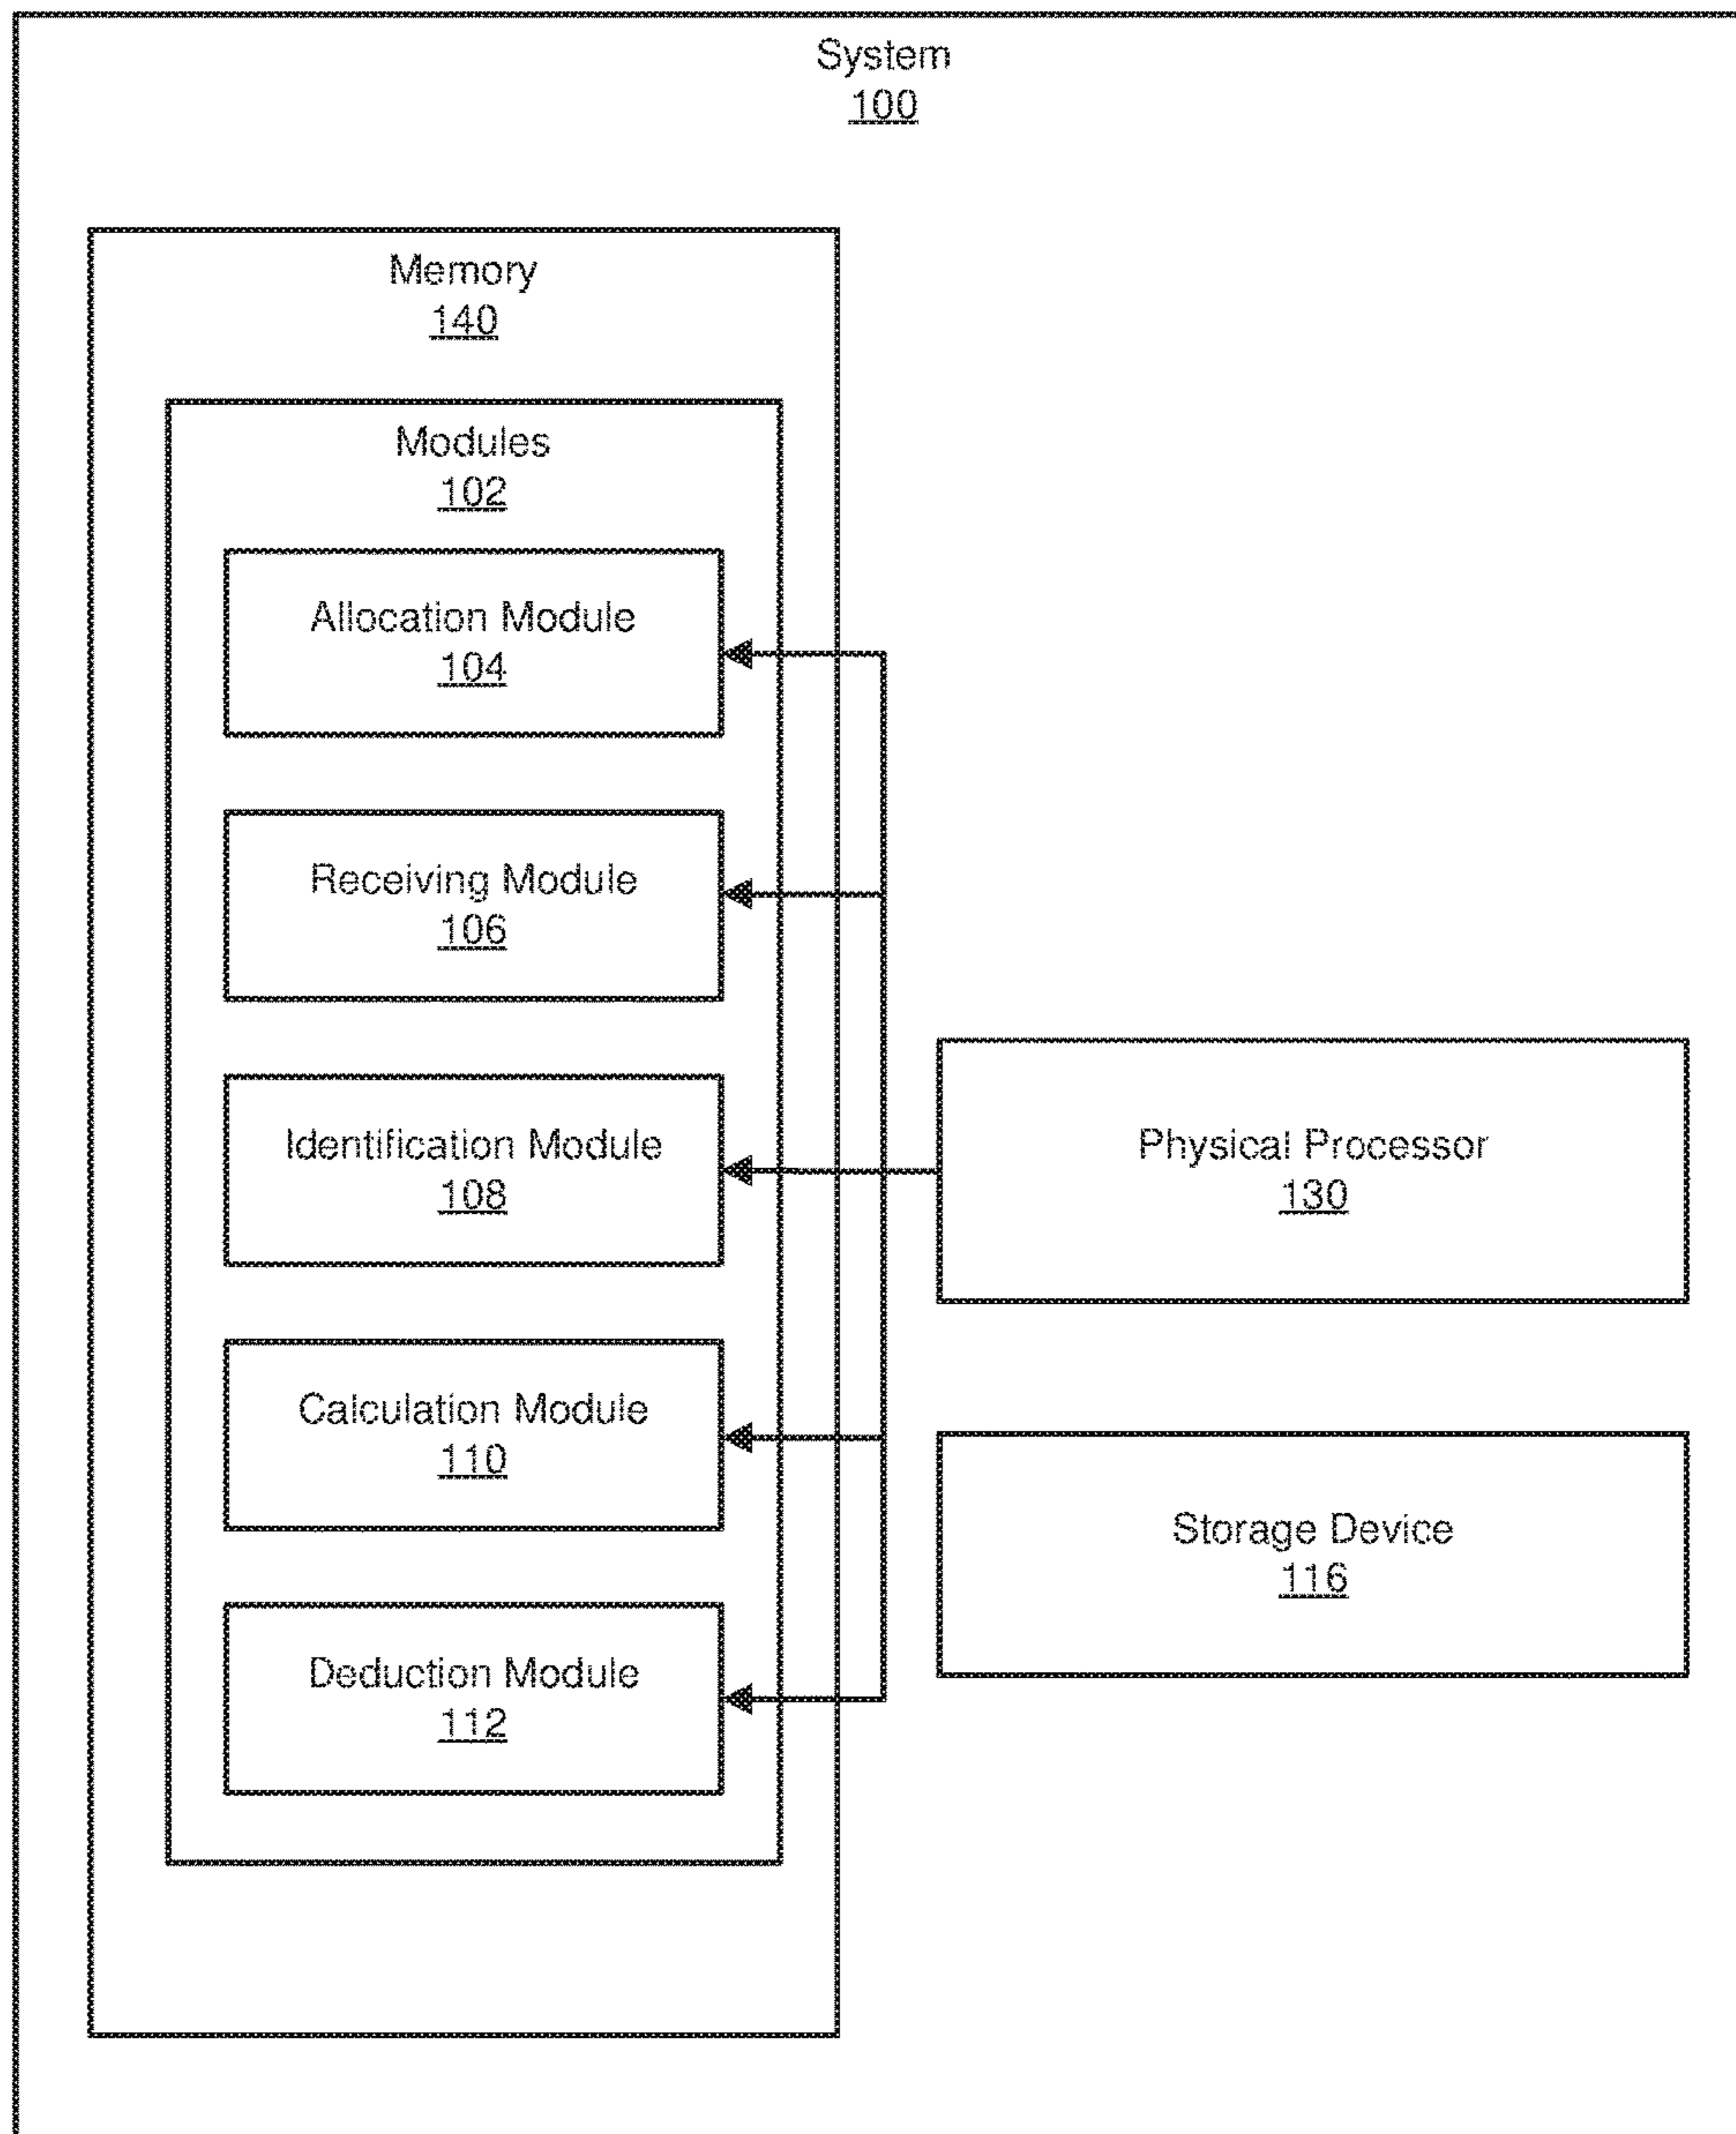 System
100
Memory
140
Modules
102
Allocation Module
104
Receiving Module
106
Identification Module
108
Calculation Module
110
Deduction Module
112
Physical Processor
130
Storage Device
116